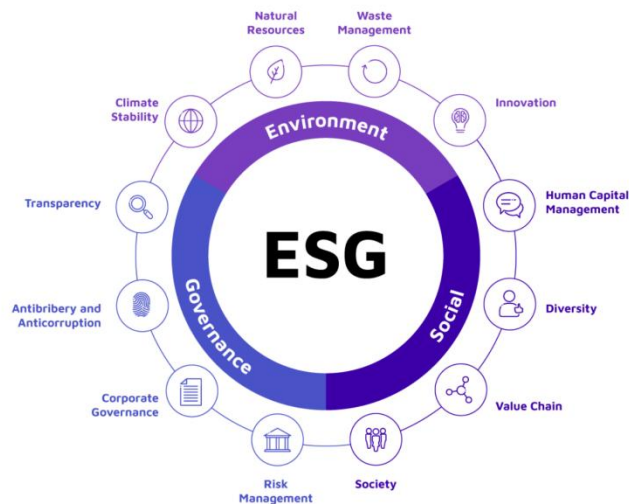 Natural
Resources
Waste
Management
Climate
Stability
Innovation
Environment
Transparency
Human Capital
Management
ESG
Antibribery and
Anticorruption
Governance
Social
Diversity
Corporate
Governance
Value Chain
Risk
Management
Society